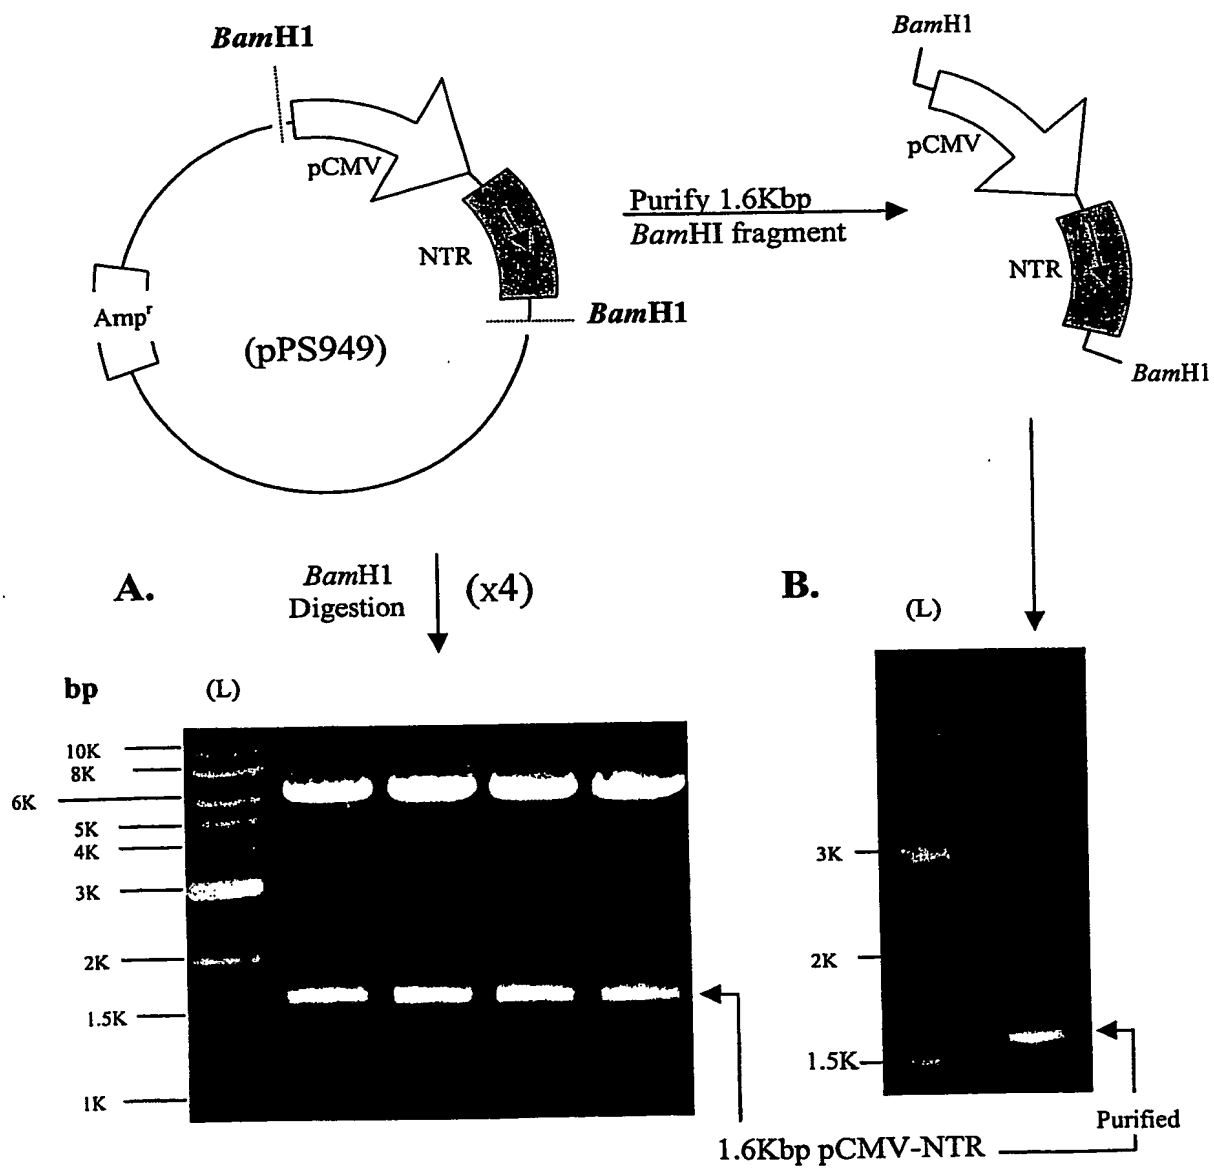 BamH1
BamH1
pCMV
pCMV
Purify 1.6Kbp
BamHI fragment
NTR
NTR
Ampr
BamH1
(pPS949)
BamH1
A.
BamH1
Digestion
(x4)
B.
(L)
bp
(L)
10K
8K
6K
5K
4K
3K
2K
1.5K
1K
3K
2K
1.5K
Purified
1.6Kbp pCMV-NTR